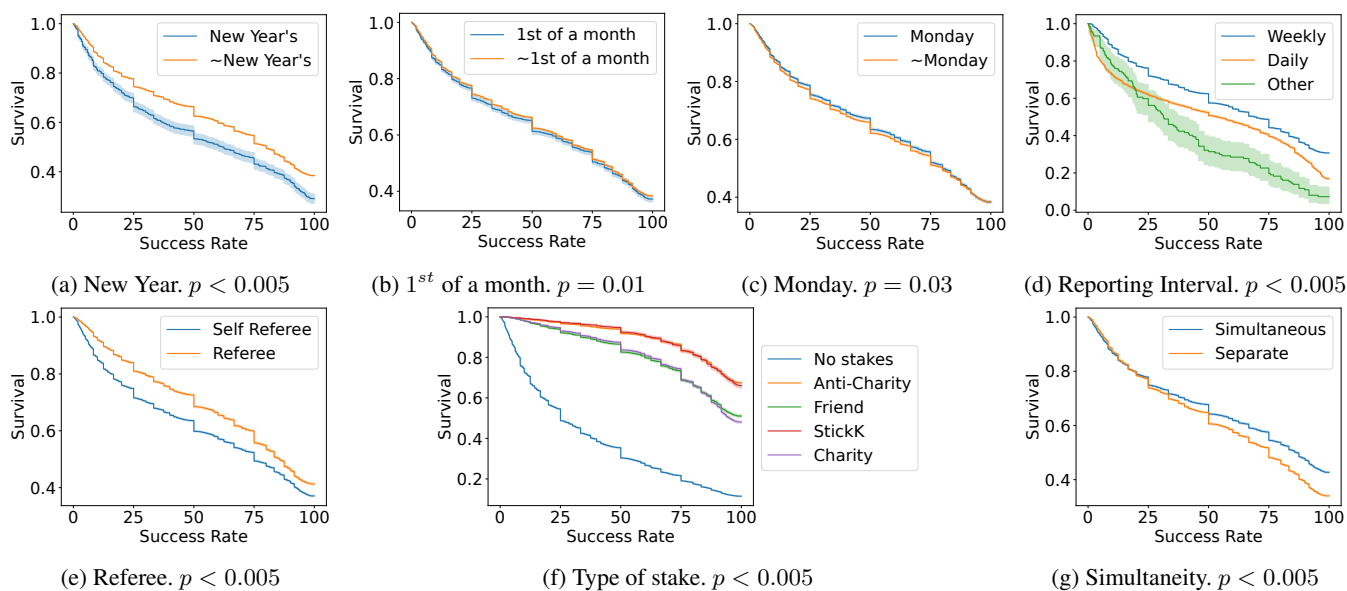 1.0
0.8
0.6
0.4
Survival
0 25 50 75 100
Success Rate
New Year's
~New Year's
(a) New Year. p < 0.005
1.0
0.8
0.6
0.4
Survival
0 25 50 75 100
Success Rate
1st of a month
~1st of a month
(b) 1st of a month. p = 0.01
1.0
0.8
0.6
0.4
Survival
0 25 50 75 100
Success Rate
Monday
~Monday
(c) Monday. p = 0.03
1.0
0.8
0.6
0.4
0.2
0.0
Survival
0 25 50 75 100
Success Rate
Weekly
Daily
Other
(d) Reporting Interval. p < 0.005
1.0
0.8
0.6
0.4
Survival
0 25 50 75 100
Success Rate
Self Referee
Referee
(e) Referee. p < 0.005
1.0
0.8
0.6
0.4
0.2
Survival
0 25 50 75 100
Success Rate
No stakes
Anti-Charity
Friend
StickK
Charity
(f) Type of stake. p < 0.005
1.0
0.8
0.6
0.4
Survival
0 25 50 75 100
Success Rate
Simultaneous
Separate
(g) Simultaneity. p < 0.005